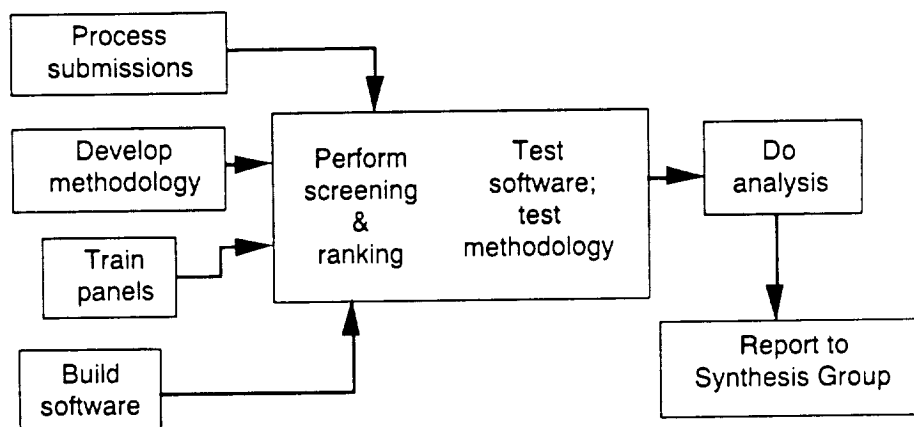 Process
submissions
Develop
methodology
Train
panels
Build
software
Perform
screening
&
ranking
Test
software;
test
methodology
Do
analysis
Report to
Synthesis Group